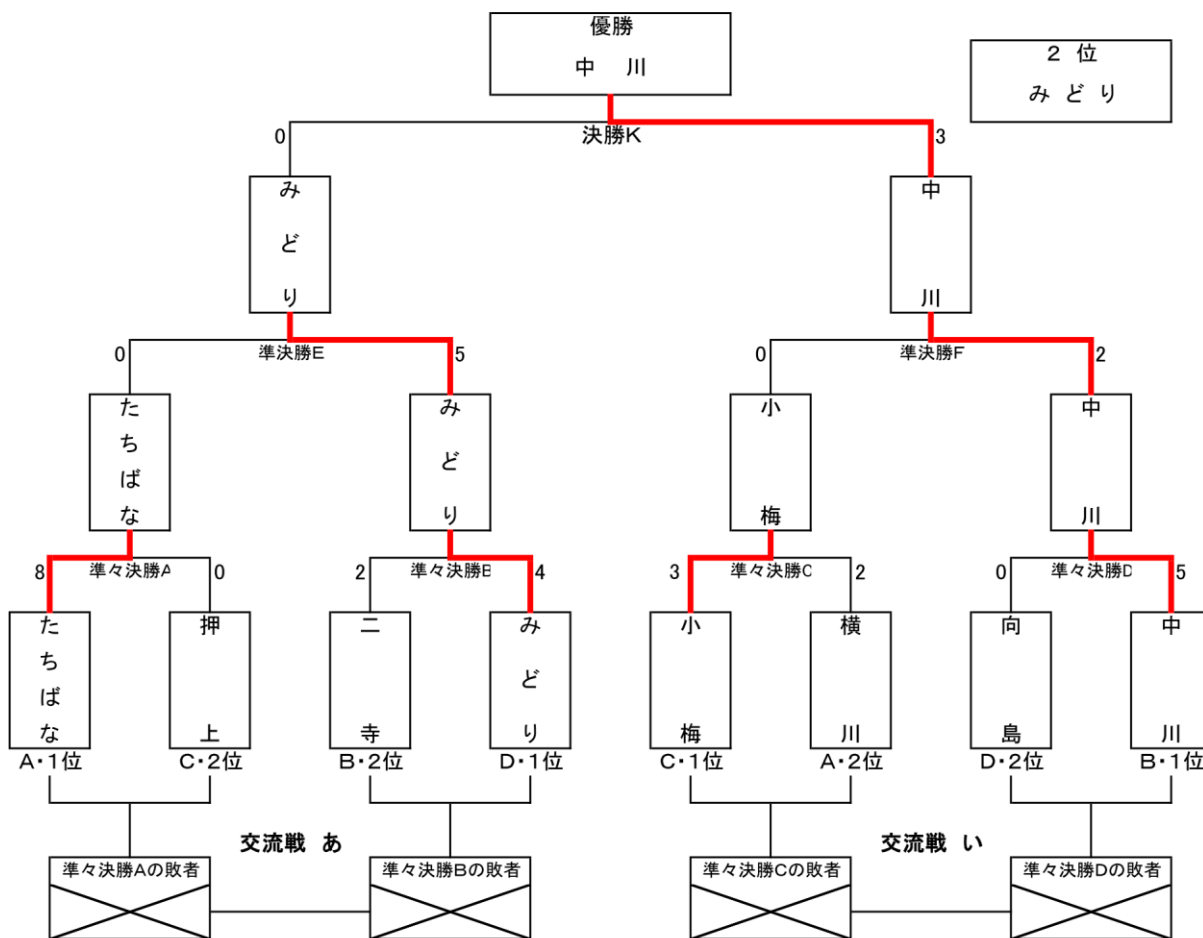 優勝
中 川
2 位
み ど り
0
決勝K
3
みどり
中川
0
準決勝E
5
0
準決勝F
2
たちばな
みどり
小梅
中川
8
準々決勝A
0
2
準々決勝B
4
3
準々決勝C
2
0
準々決勝D
5
たちばな
押上
二寺
みどり
小梅
横川
向島
中川
A・1位
C・2位
B・2位
D・1位
C・1位
A・2位
D・2位
B・1位
交流戦 あ
交流戦 い
準々決勝Aの敗者
準々決勝Bの敗者
準々決勝Cの敗者
準々決勝Dの敗者